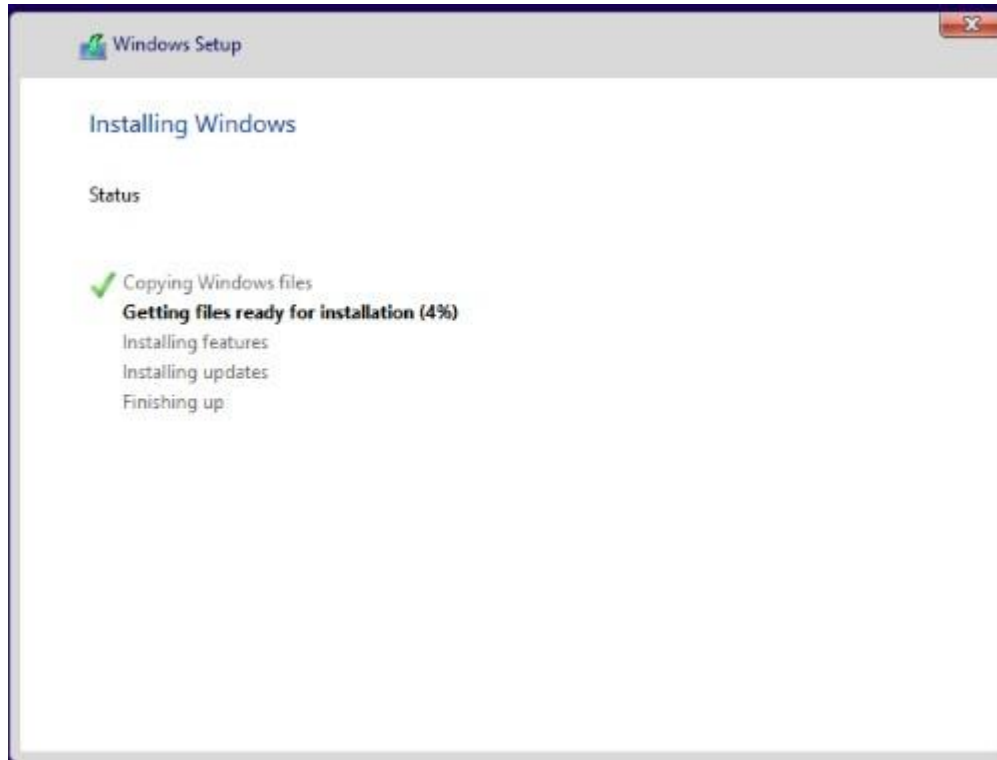 Windows Setup
Installing Windows
Status
Copying Windows files
Getting files ready for installation (4%)
Installing features
Installing updates
Finishing up